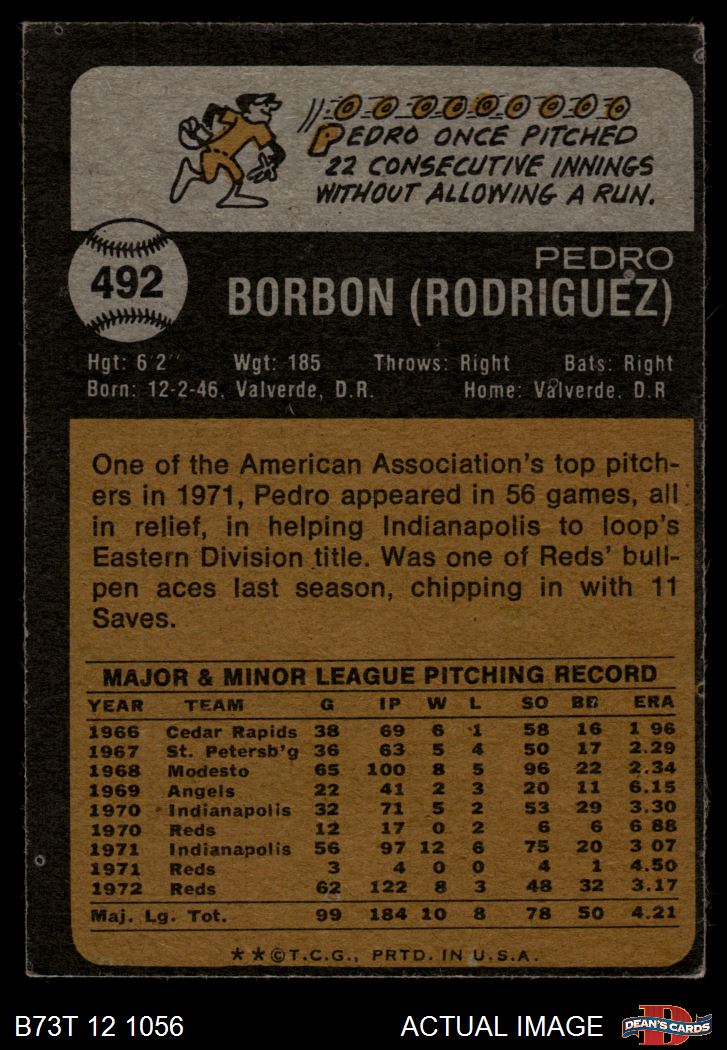 PEDRO ONCE PITCHED
22 CONSECUTIVE INNINGS
WITHOUT ALLOWING A RUN.
492
PEDRO
BORBON (RODRIGUEZ)
Hgt: 6'2" Wgt: 185 Throws: Right Bats: Right
Born: 12-2-46, Valverde, D.R. Home: Valverde, D.R
One of the American Association's top pitch-
ers in 1971, Pedro appeared in 56 games, all
in relief, in helping Indianapolis to loop's
Eastern Division title. Was one of Reds' bull-
pen aces last season, chipping in with 11
Saves.
MAJOR & MINOR LEAGUE PITCHING RECORD
YEAR TEAM G IP W L SO BB ERA
1966 Cedar Rapids 38 69 6 1 58 16 1 96
1967 St. Petersb'g 36 63 5 4 50 17 2.29
1968 Modesto 65 100 8 5 96 22 2.34
1969 Angels 22 41 2 3 20 11 6.15
1970 Indianapolis 32 71 5 2 53 29 3.30
1970 Reds 12 17 0 2 6 6 6 88
1971 Indianapolis 56 97 12 6 75 20 3 07
1971 Reds 3 4 0 0 4 1 4.50
1972 Reds 62 122 8 3 48 32 3.17
Maj. Lg. Tot. 99 184 10 8 78 50 4.21
**©T.C.G., PRTD. IN U.S.A.
B73T 12 1056 ACTUAL IMAGE D DEAN'S CARDS